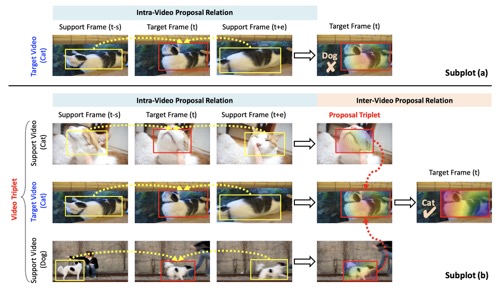 Intra-Video Proposal Relation
Support Frame (t-s) Target Frame (t) Support Frame (t+e) Target Frame (t)
Target Video
(Cat)
Dog
Subplot (a)
Intra-Video Proposal Relation Inter-Video Proposal Relation
Support Frame (t-s) Target Frame (t) Support Frame (t+e) Proposal Triplet
Video Triplet
Support Video
(Cat)
Target Frame (t)
Target Video
(Cat)
Cat
Support Video
(Dog)
Subplot (b)